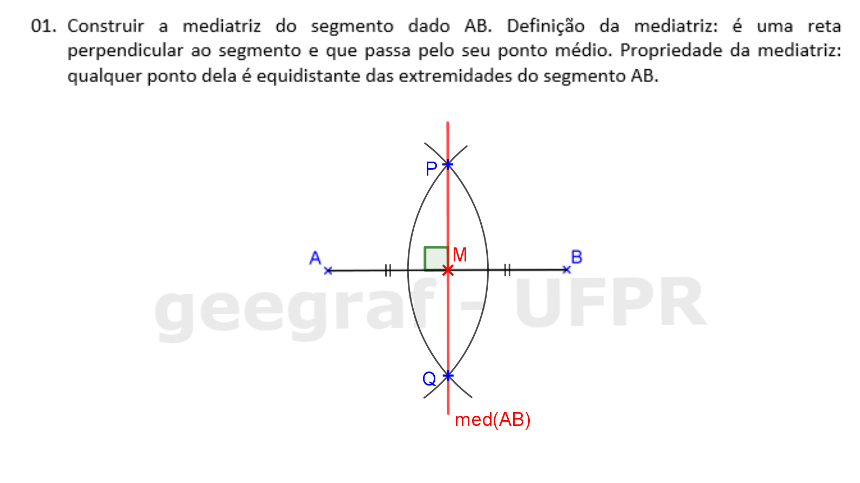 01. Construir a mediatriz do segmento dado AB. Definição da mediatriz: é uma reta
perpendicular ao segmento e que passa pelo seu ponto médio. Propriedade da mediatriz:
qualquer ponto dela é equidistante das extremidades do segmento AB.
P
A
M
B
geegraf - UFPR
Q
med(AB)